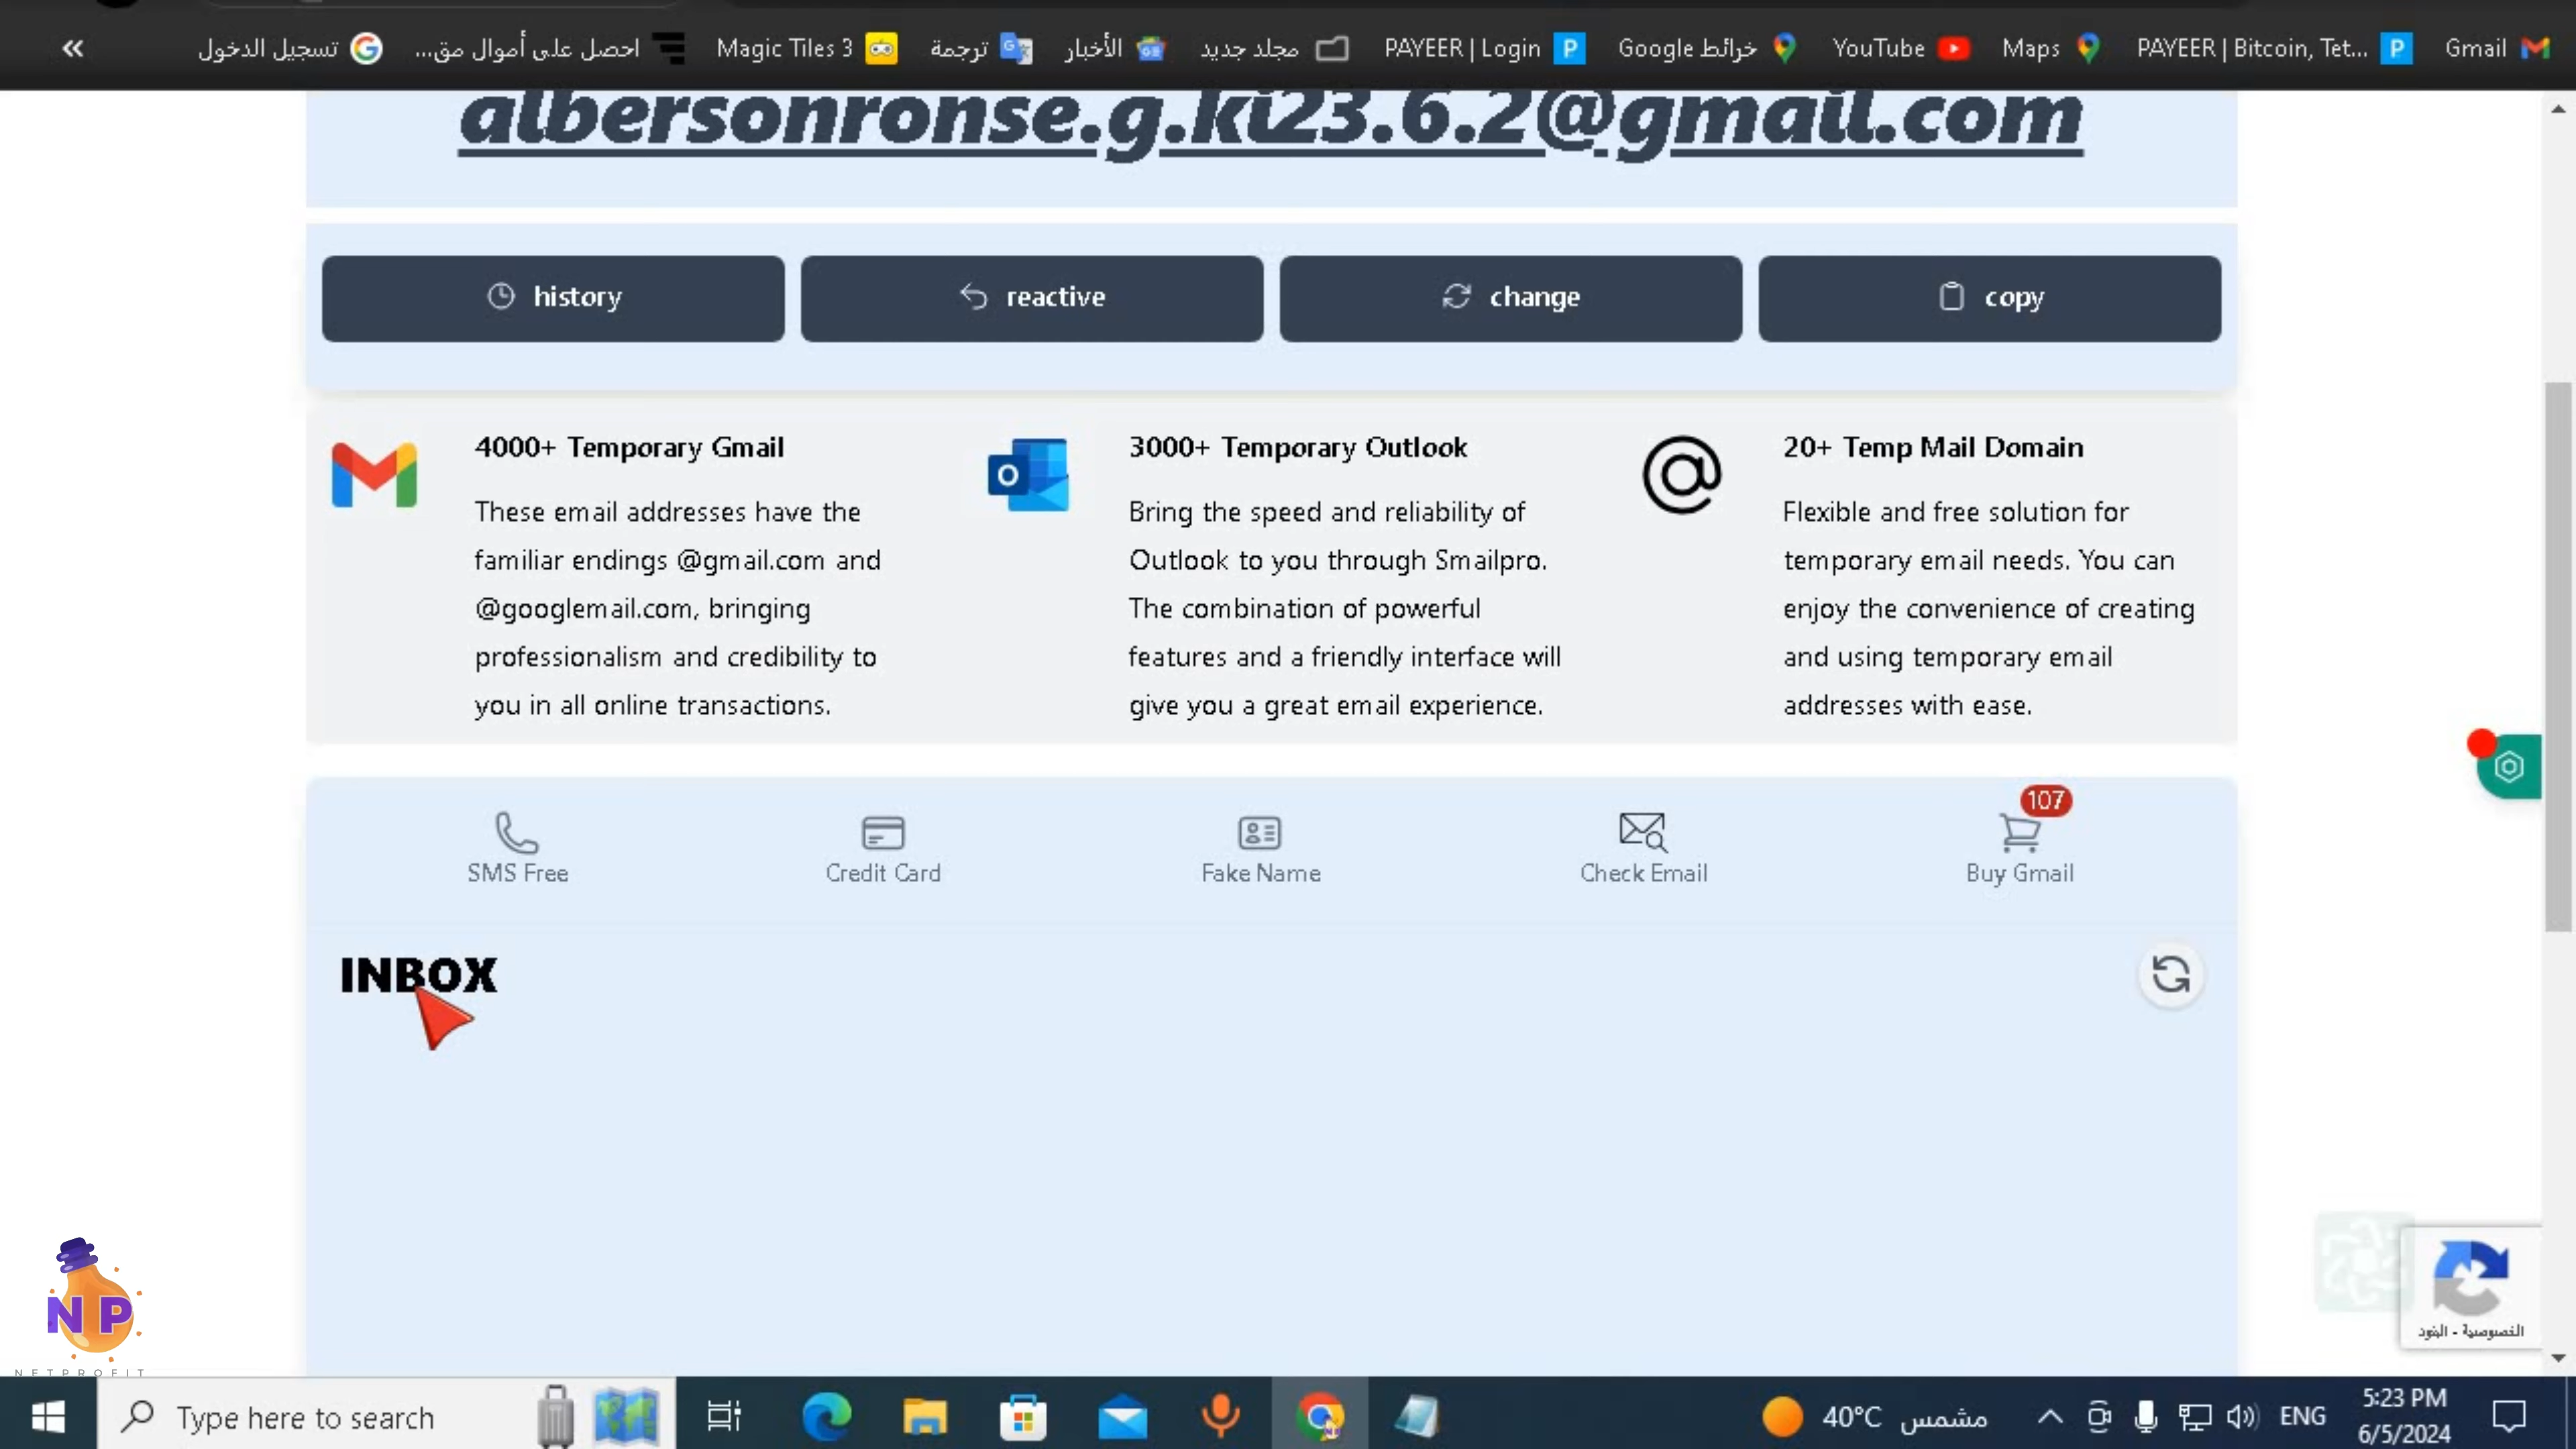 تسجيل الدخول
احصل على أموال مق...
Magic Tiles 3
ترجمة
الأخبار
مجلد جديد
PAYEER | Login
خرائط Google
YouTube
Maps
PAYEER | Bitcoin, Tet...
Gmail
albersonronse.g.ki23.6.2@gmail.com
history
reactive
change
copy
4000+ Temporary Gmail
These email addresses have the
familiar endings @gmail.com and
@googlemail.com, bringing
professionalism and credibility to
you in all online transactions.
3000+ Temporary Outlook
Bring the speed and reliability of
Outlook to you through Smailpro.
The combination of powerful
features and a friendly interface will
give you a great email experience.
20+ Temp Mail Domain
Flexible and free solution for
temporary email needs. You can
enjoy the convenience of creating
and using temporary email
addresses with ease.
SMS Free
Credit Card
Fake Name
Check Email
107
Buy Gmail
INBOX
NP
NETPROFIT
الخصوصية - البنود
Type here to search
40°C مشمس
ENG
5:23 PM
6/5/2024